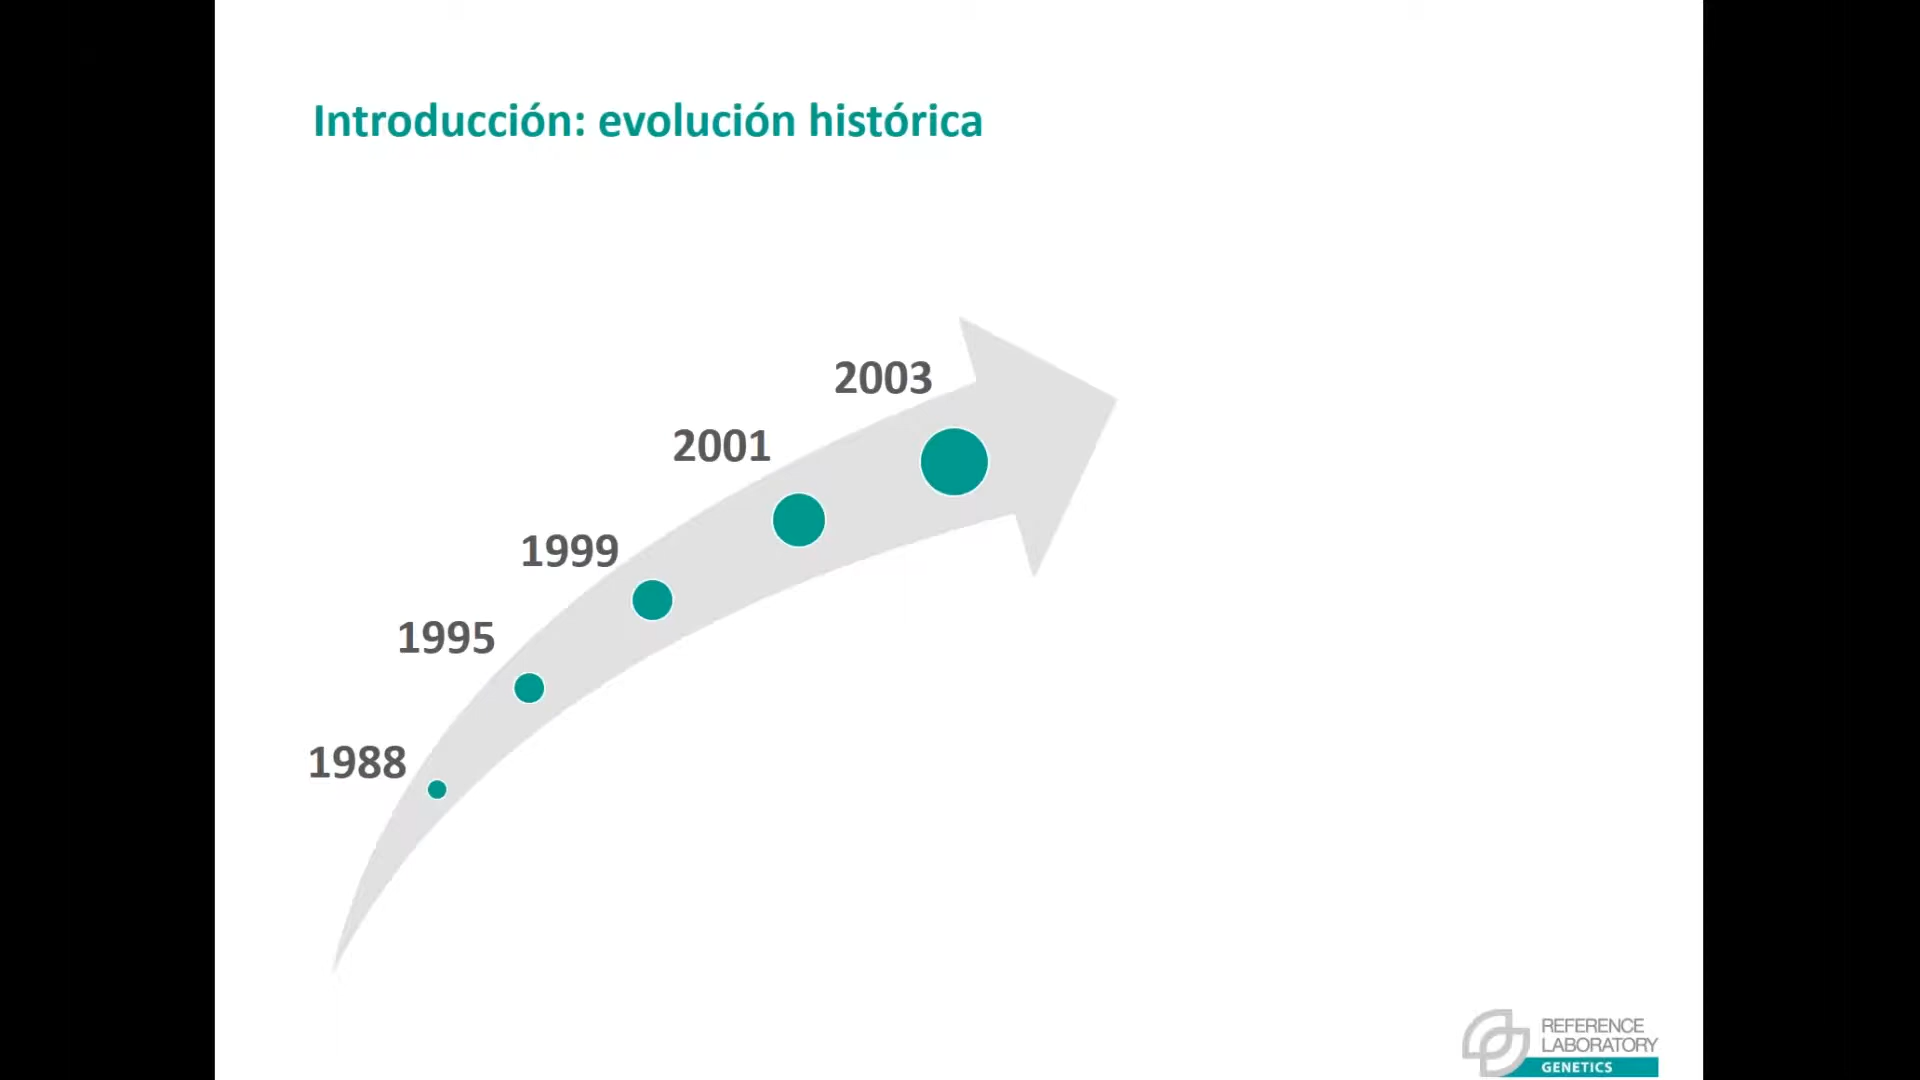 Introducción: evolución histórica
2003
2001
1999
1995
1988
REFERENCE
LABORATORY
GENETICS